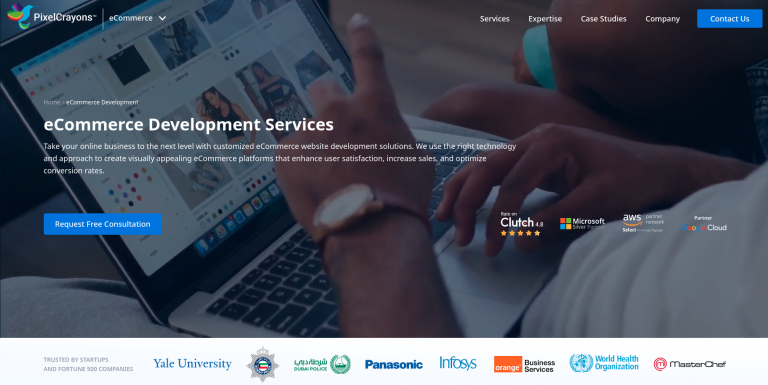 PixelCrayons™
eCommerce
Services
Expertise
Case Studies
Company
Contact Us
Home
eCommerce Development
eCommerce Development Services
Take your online business to the next level with customized eCommerce website development solutions. We use the right technology
and approach to create visually appealing eCommerce platforms that enhance user satisfaction, increase sales, and optimize
conversion rates.
Request Free Consultation
Rate on
Clutch 4.8
Microsoft
Silver Partner
aws partner
network
Select
Partner
Google Cloud
TRUSTED BY STARTUPS
AND FORTUNE 500 COMPANIES
Yale University
شرطة دبي
DUBAI POLICE
Panasonic
Infosys
orange
Business
Services
World Health
Organization
MasterChef